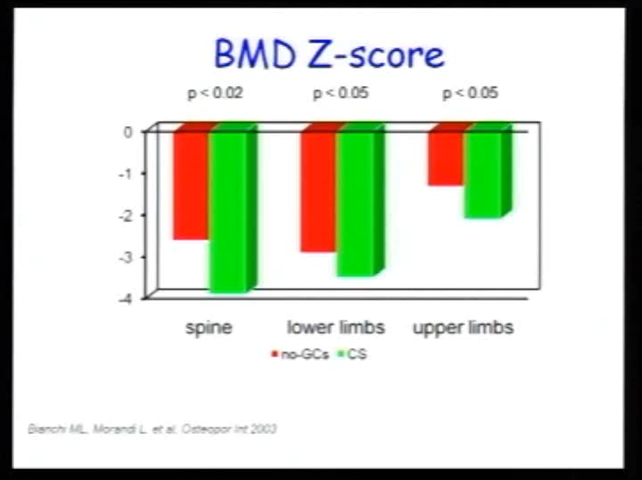 BMD Z-score
p < 0.02 p < 0.05 p < 0.05
0
-1
-2
-3
-4
spine lower limbs upper limbs
no-GCs CS
Bianchi ML, Morandi L. et al, Osteopor Int 2003